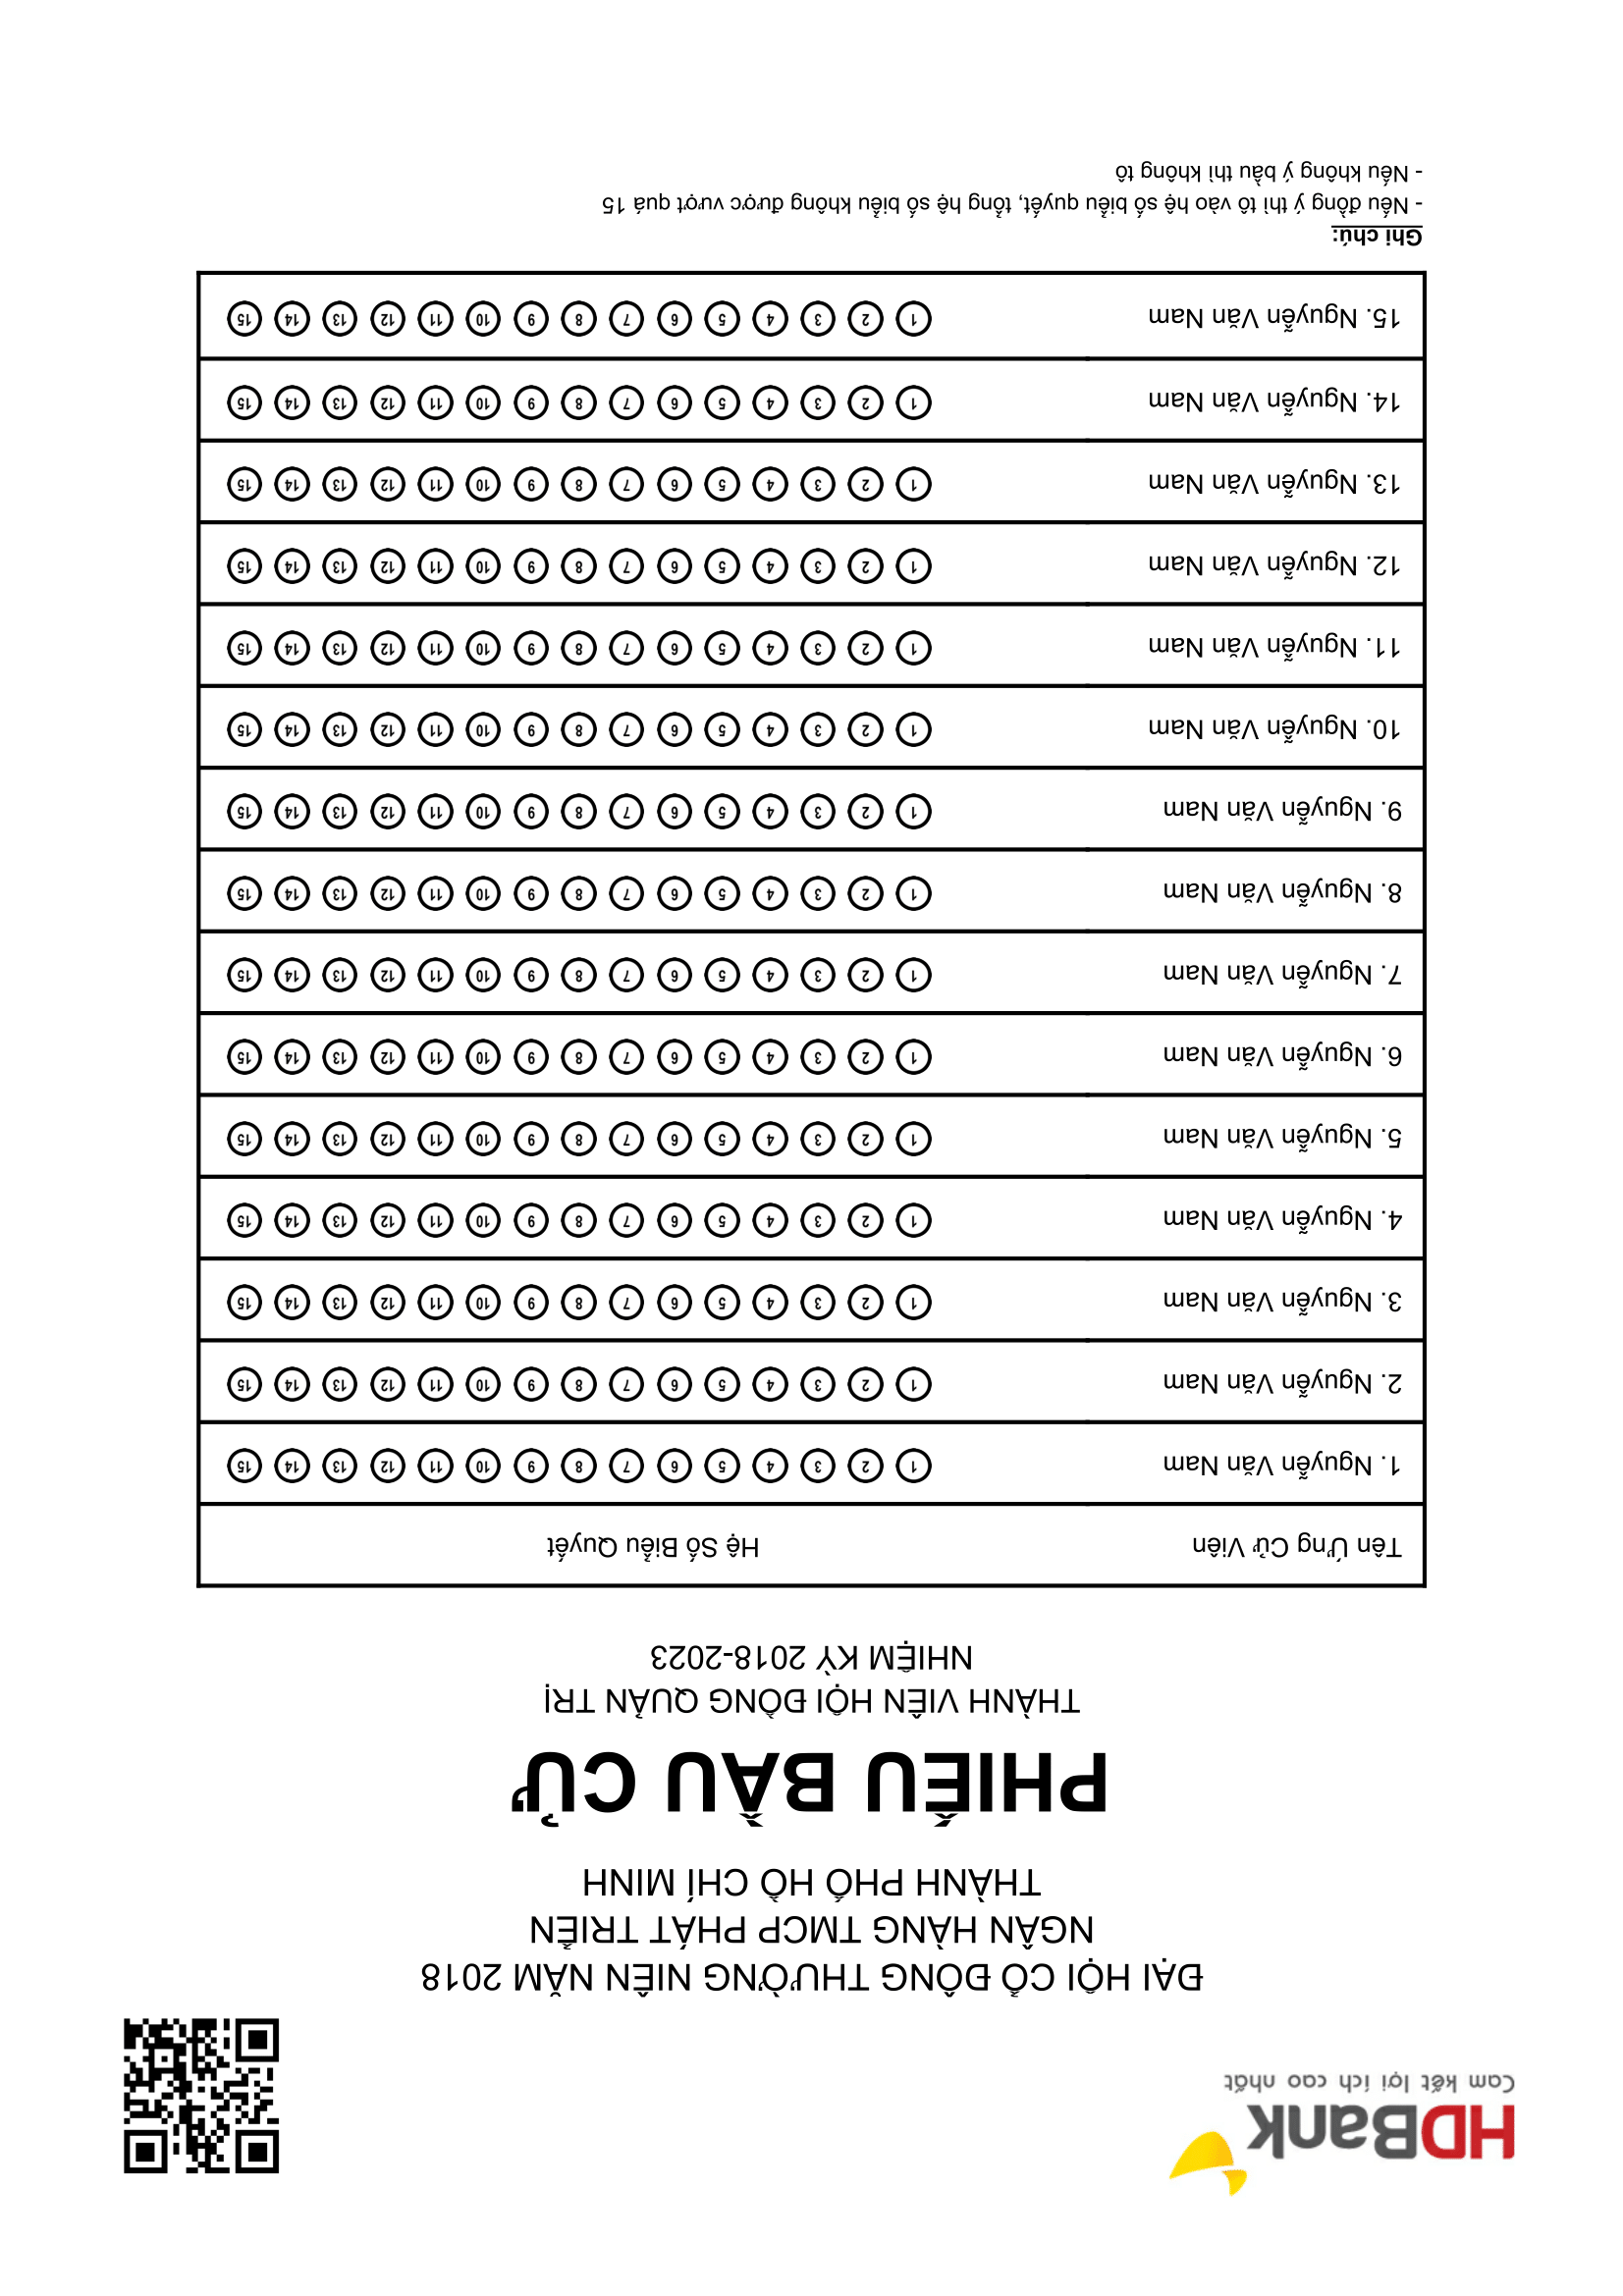 HDBank
Cam kết lợi ích cao nhất
ĐẠI HỘI CỔ ĐÔNG THƯỜNG NIÊN NĂM 2018
NGÂN HÀNG TMCP PHÁT TRIỂN
THÀNH PHỐ HỒ CHÍ MINH
PHIẾU BẦU CỬ
THÀNH VIÊN HỘI ĐỒNG QUẢN TRỊ
NHIỆM KỲ 2018-2023
Tên Ứng Cử Viên Hệ Số Biểu Quyết
1. Nguyễn Văn Nam 1 2 3 4 5 6 7 8 9 10 11 12 13 14 15
2. Nguyễn Văn Nam 1 2 3 4 5 6 7 8 9 10 11 12 13 14 15
3. Nguyễn Văn Nam 1 2 3 4 5 6 7 8 9 10 11 12 13 14 15
4. Nguyễn Văn Nam 1 2 3 4 5 6 7 8 9 10 11 12 13 14 15
5. Nguyễn Văn Nam 1 2 3 4 5 6 7 8 9 10 11 12 13 14 15
6. Nguyễn Văn Nam 1 2 3 4 5 6 7 8 9 10 11 12 13 14 15
7. Nguyễn Văn Nam 1 2 3 4 5 6 7 8 9 10 11 12 13 14 15
8. Nguyễn Văn Nam 1 2 3 4 5 6 7 8 9 10 11 12 13 14 15
9. Nguyễn Văn Nam 1 2 3 4 5 6 7 8 9 10 11 12 13 14 15
10. Nguyễn Văn Nam 1 2 3 4 5 6 7 8 9 10 11 12 13 14 15
11. Nguyễn Văn Nam 1 2 3 4 5 6 7 8 9 10 11 12 13 14 15
12. Nguyễn Văn Nam 1 2 3 4 5 6 7 8 9 10 11 12 13 14 15
13. Nguyễn Văn Nam 1 2 3 4 5 6 7 8 9 10 11 12 13 14 15
14. Nguyễn Văn Nam 1 2 3 4 5 6 7 8 9 10 11 12 13 14 15
15. Nguyễn Văn Nam 1 2 3 4 5 6 7 8 9 10 11 12 13 14 15
Ghi chú:
- Nếu đồng ý thì tô vào hệ số biểu quyết, tổng hệ số biểu không được vượt quá 15
- Nếu không ý bầu thì không tô